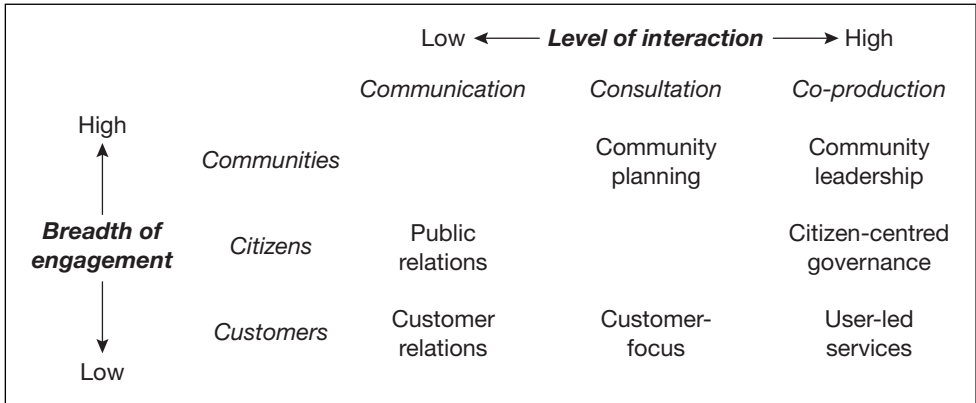 Low Level of interaction High
Communication Consultation Co-production
High
Communities Community planning Community leadership
Breadth of engagement
Citizens Public relations Citizen-centred governance
Customers Customer relations Customer-focus User-led services
Low